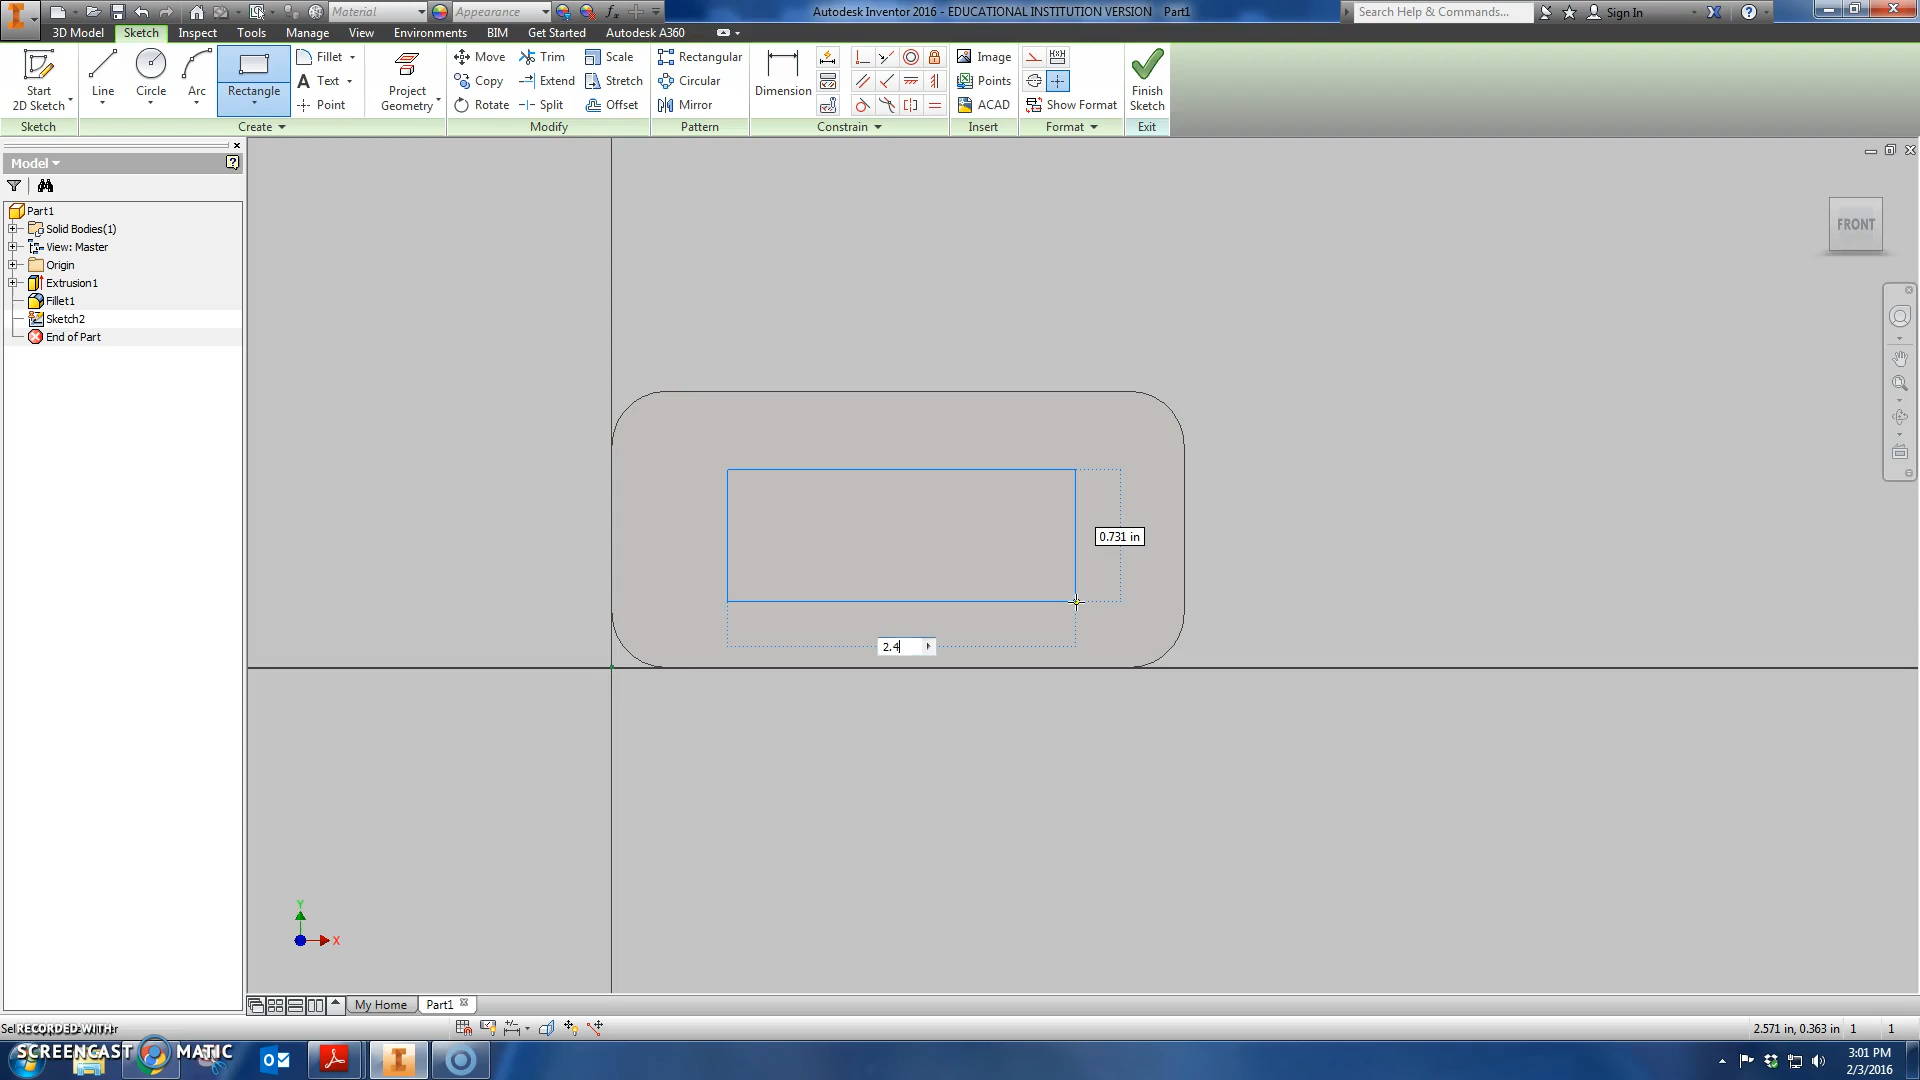 Material
Appearance
Autodesk Inventor 2016 - EDUCATIONAL INSTITUTION VERSION Part1
Search Help & Commands...
Sign In
3D Model Sketch Inspect Tools Manage View Environments BIM Get Started Autodesk A360
Start
2D Sketch
Line
Circle
Arc
Rectangle
Fillet
Text
Point
Project
Geometry
Move
Copy
Rotate
Trim
Extend
Split
Scale
Stretch
Offset
Rectangular
Circular
Mirror
Dimension
Image
Points
ACAD
Show Format
Finish
Sketch
Sketch Create Modify Pattern Constrain Insert Format Exit
Model
Part1
Solid Bodies(1)
View: Master
Origin
Extrusion1
Fillet1
Sketch2
End of Part
FRONT
0.731 in
2.4
Y
X
My Home Part1
2.571 in, 0.363 in 1 1
RECORDED WITH
SCREENCAST MATIC
3:01 PM
2/3/2016